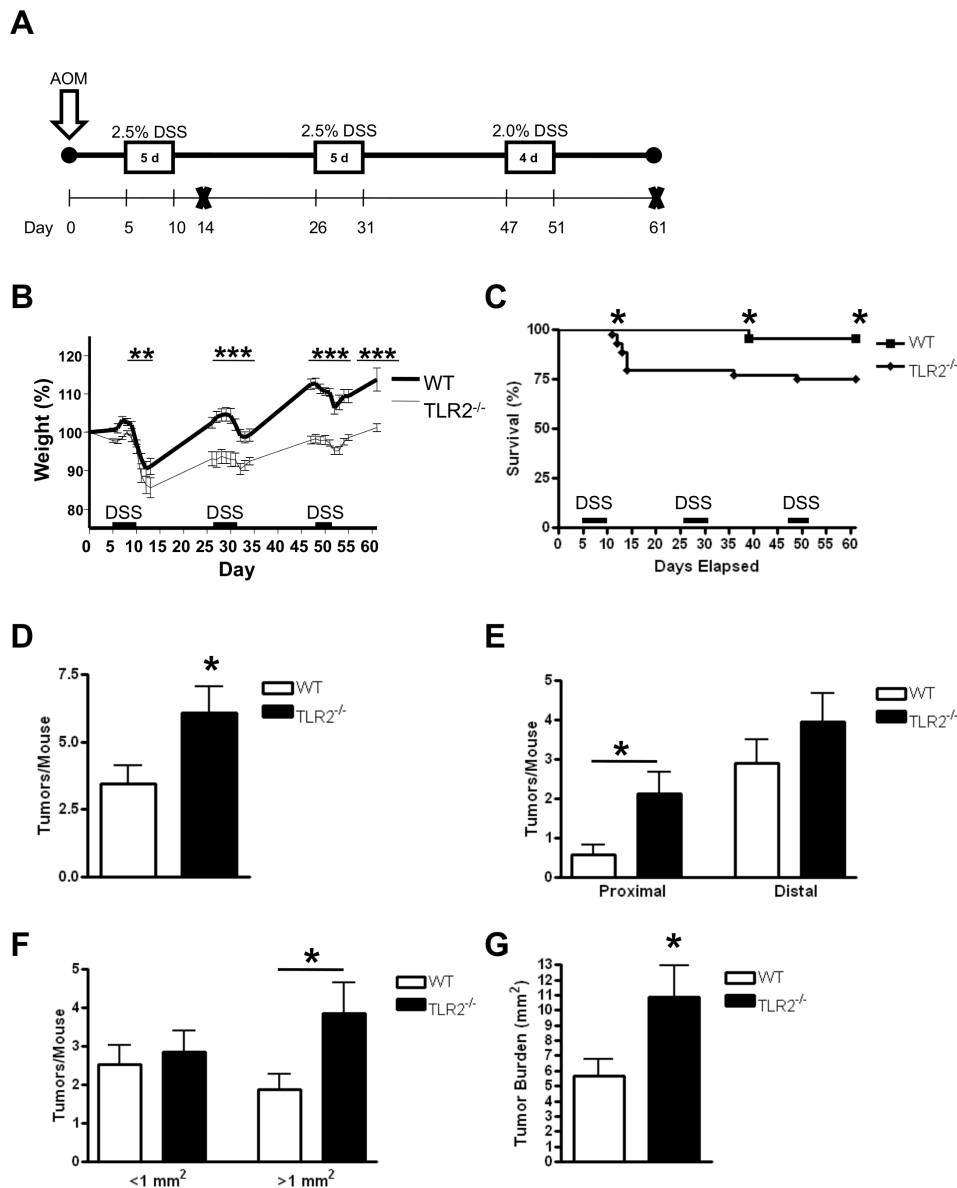 A
AOM
2.5% DSS 2.5% DSS 2.0% DSS
5 d 5 d 4 d
Day 0 5 10 14 26 31 47 51 61
B
Weight (%)
120
110
100
90
80
** *** *** ***
WT
TLR2-/-
DSS DSS DSS
0 5 10 15 20 25 30 35 40 45 50 55 60
Day
C
Survival (%)
100
75
50
25
0
* * *
WT
TLR2-/-
DSS DSS DSS
0 5 10 15 20 25 30 35 40 45 50 55 60
Days Elapsed
D
Tumors/Mouse
7.5
5.0
2.5
0.0
*
WT
TLR2-/-
E
Tumors/Mouse
5
4
3
2
1
0
*
WT
TLR2-/-
Proximal Distal
F
Tumors/Mouse
5
4
3
2
1
0
*
WT
TLR2-/-
<1 mm2 >1 mm2
G
Tumor Burden (mm2)
13
12
11
10
9
8
7
6
5
4
3
2
1
0
*
WT
TLR2-/-